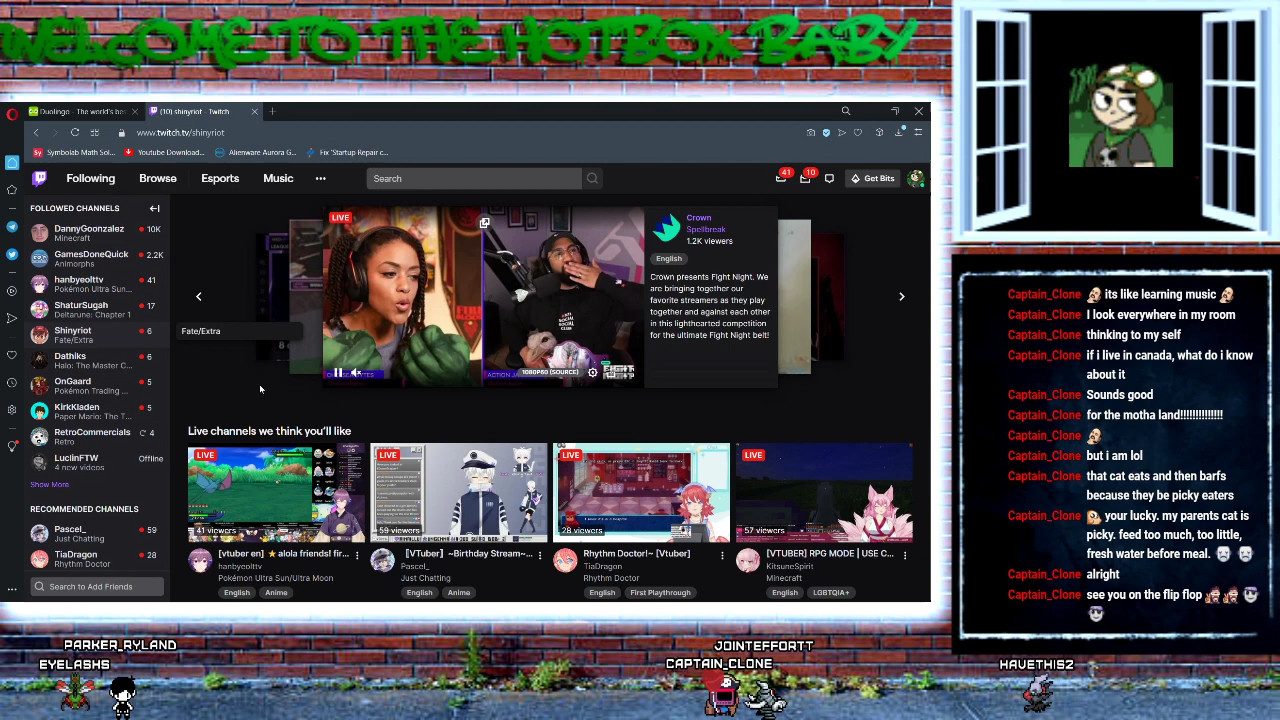 WELCOME TO THE HOTBOX BABY
Duolingo - The world's bes
(10) shinyriot - Twitch
www.twitch.tv/shinyriot
Symbolab Math Sol...
Youtube Download...
Alienware Aurora G...
Fix 'Startup Repair c...
Following
Browse
Esports
Music
Search
41
10
Get Bits
FOLLOWED CHANNELS
DannyGoonzalez
10K
Minecraft
GamesDoneQuick
2.2K
Animorphs
hanbyeolttv
41
Pokémon Ultra Sun...
ShaturSugah
17
Deltarune: Chapter 1
Shinyriot
6
Fate/Extra
Dathiks
6
Halo: The Master C...
OnGaard
5
Pokémon Trading ...
KirkKladen
5
Paper Mario: The T...
RetroCommercials
4
Retro
LuclinFTW
Offline
4 new videos
Show More
RECOMMENDED CHANNELS
Pascel_
59
Just Chatting
TiaDragon
28
Rhythm Doctor
Search to Add Friends
Fate/Extra
LIVE
1080P60 (SOURCE)
Crown
Spellbreak
1.2K viewers
English
Crown presents Fight Night. We
are bringing together our
favorite streamers as they play
together and against each other
in this lighthearted competition
for the ultimate Fight Night belt!
Live channels we think you'll like
LIVE
41 viewers
[vtuber en] ★ alola friends! fir...
hanbyeolttv
Pokémon Ultra Sun/Ultra Moon
English
Anime
LIVE
59 viewers
[VTuber] ~Birthday Stream~...
Pascel_
Just Chatting
English
Anime
LIVE
28 viewers
Rhythm Doctor!~ [Vtuber]
TiaDragon
Rhythm Doctor
English
First Playthrough
LIVE
57 viewers
[VTUBER] RPG MODE | USE C...
KitsuneSpirit
Minecraft
English
LGBTQIA+
Captain_Clone its like learning music
Captain_Clone I look everywhere in my room
Captain_Clone thinking to my self
Captain_Clone if i live in canada, what do i know
about it
Captain_Clone Sounds good
Captain_Clone for the motha land!!!!!!!!!!!!!!
Captain_Clone
Captain_Clone but i am lol
Captain_Clone that cat eats and then barfs
because they be picky eaters
Captain_Clone your lucky. my parents cat is
picky. feed too much, too little,
fresh water before meal.
Captain_Clone alright
Captain_Clone see you on the flip flop
PARKER_RYLAND
EYELASHS
JOINTEFFORTT
CAPTAIN_CLONE
HAVETHIS2